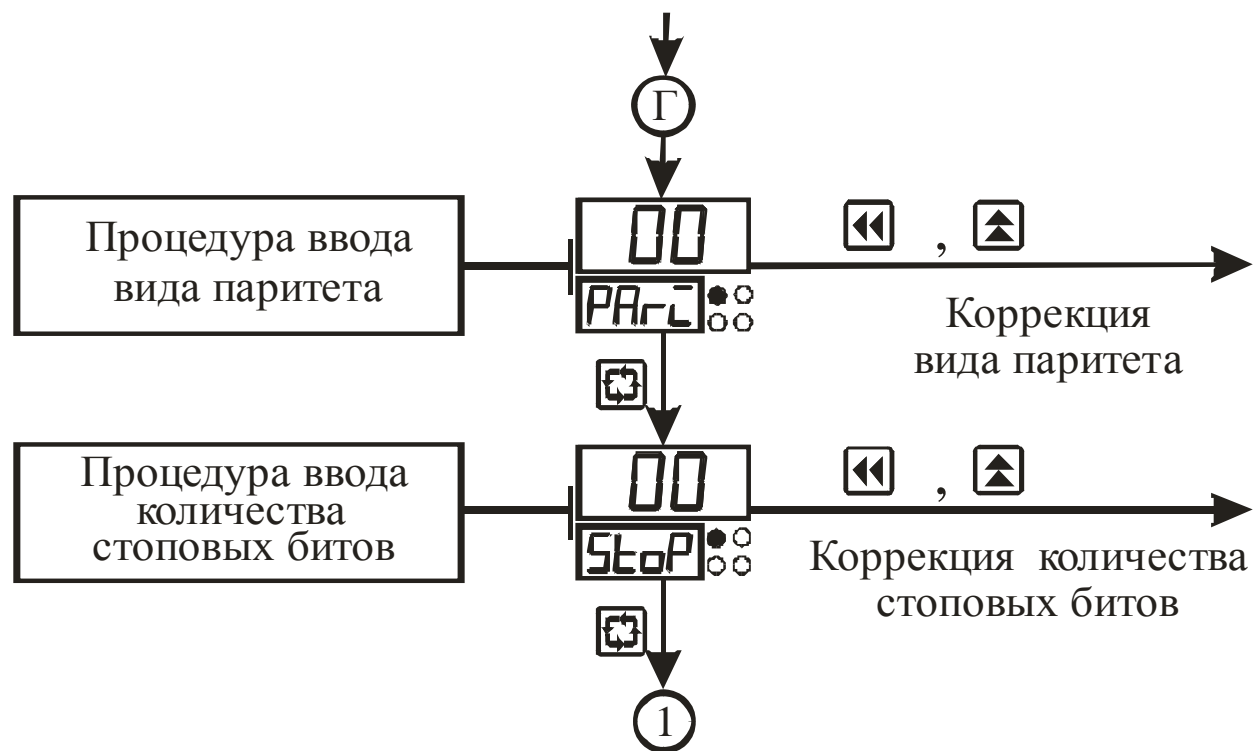 Г
Процедура ввода
вида паритета
00
PAri
,
Коррекция
вида паритета
Процедура ввода
количества
стоповых битов
00
StoP
,
Коррекция количества
стоповых битов
1